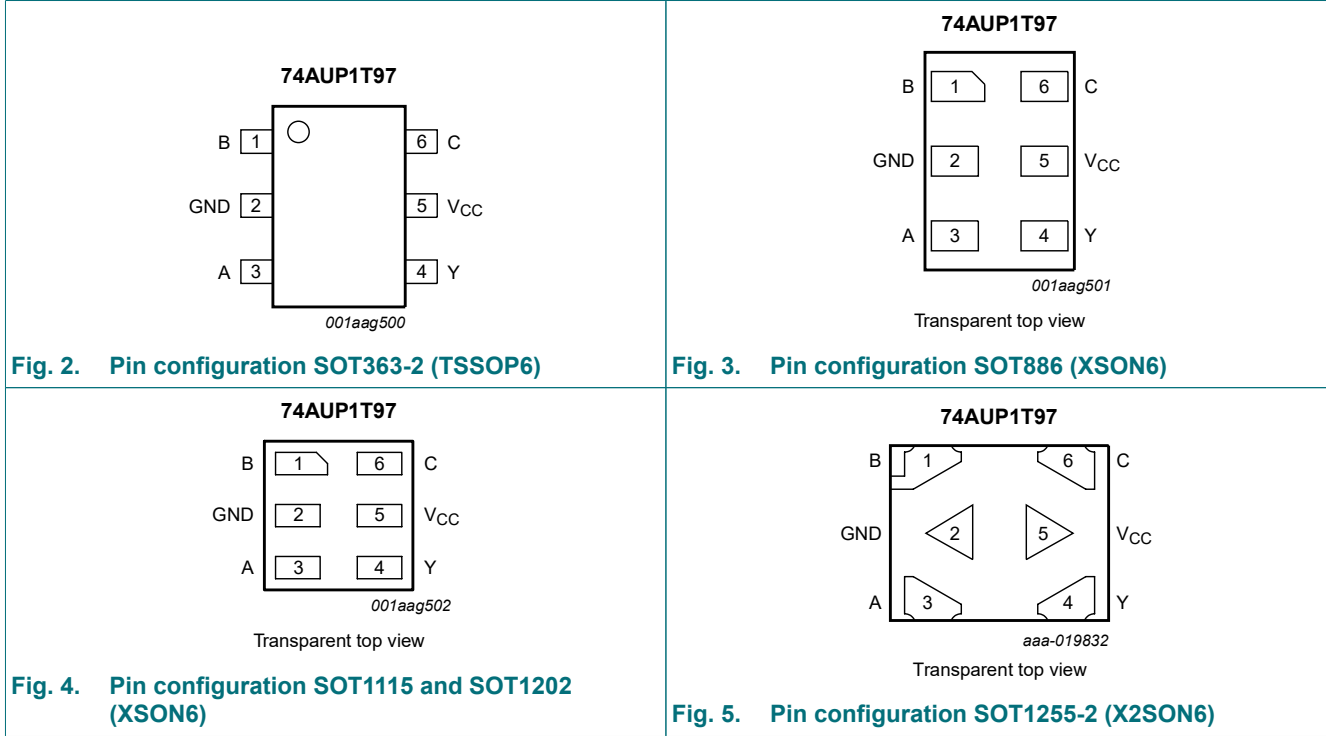 74AUP1T97
B 1 6 C
GND 2 5 VCC
A 3 4 Y
001aag500
Fig. 2. Pin configuration SOT363-2 (TSSOP6)
74AUP1T97
B 1 6 C
GND 2 5 VCC
A 3 4 Y
001aag501
Transparent top view
Fig. 3. Pin configuration SOT886 (XSON6)
74AUP1T97
B 1 6 C
GND 2 5 VCC
A 3 4 Y
001aag502
Transparent top view
Fig. 4. Pin configuration SOT1115 and SOT1202
(XSON6)
74AUP1T97
B 1 6 C
GND 2 5 VCC
A 3 4 Y
aaa-019832
Transparent top view
Fig. 5. Pin configuration SOT1255-2 (X2SON6)